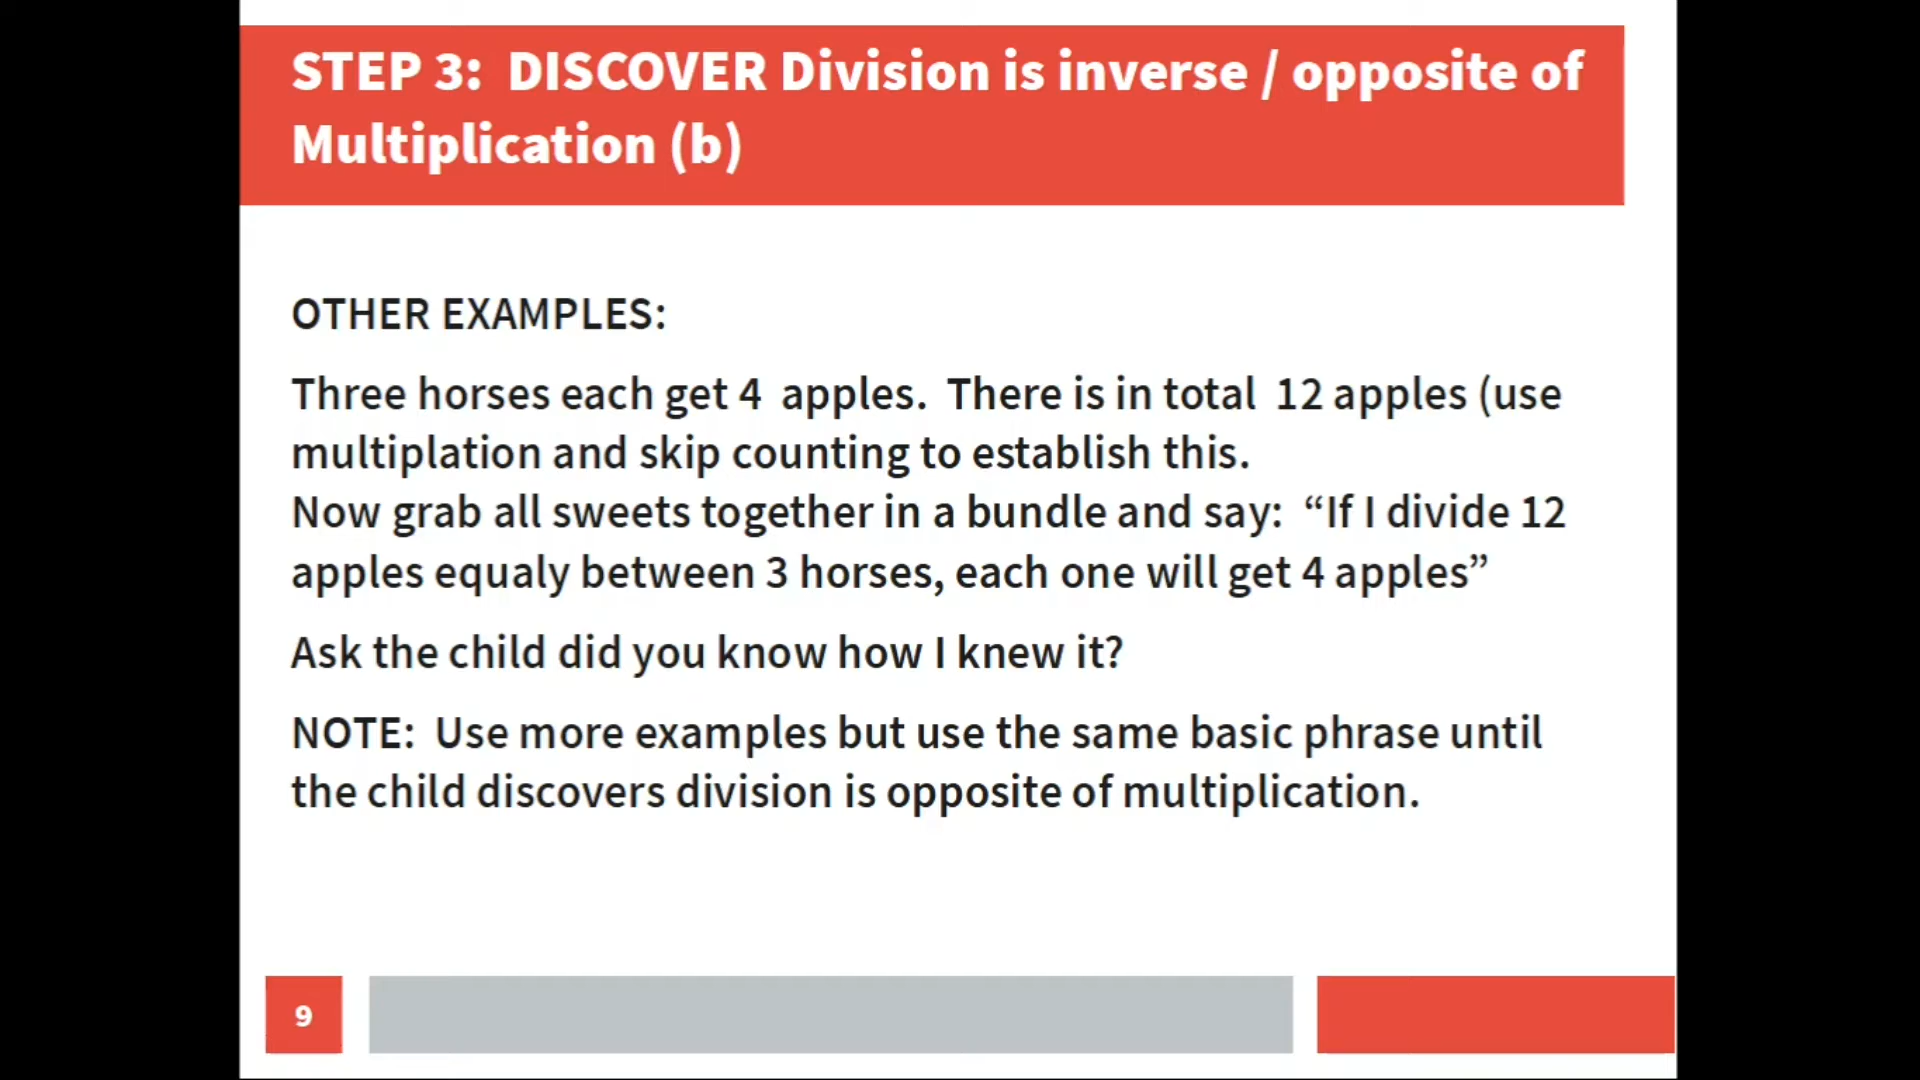 STEP 3:  DISCOVER Division is inverse / opposite of
Multiplication (b)
OTHER EXAMPLES:
Three horses each get 4  apples.  There is in total  12 apples (use
multiplation and skip counting to establish this.
Now grab all sweets together in a bundle and say:  “If I divide 12
apples equaly between 3 horses, each one will get 4 apples”
Ask the child did you know how I knew it?
NOTE:  Use more examples but use the same basic phrase until
the child discovers division is opposite of multiplication.
9